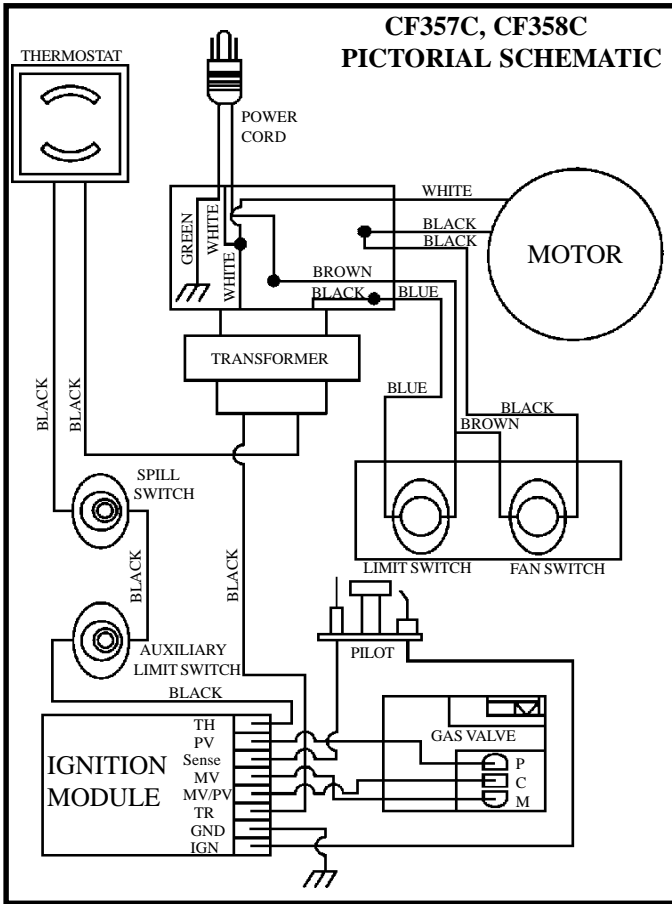 CF357C, CF358C
PICTORIAL SCHEMATIC
THERMOSTAT
POWER
CORD
WHITE
GREEN
WHITE
WHITE
BLACK
BLACK
MOTOR
BROWN
BLACK
BLUE
TRANSFORMER
BLUE
BLACK
BROWN
BLACK
BLACK
SPILL
SWITCH
BLACK
BLACK
LIMIT SWITCH
FAN SWITCH
AUXILIARY
LIMIT SWITCH
PILOT
BLACK
IGNITION
MODULE
TH
PV
Sense
MV
MV/PV
TR
GND
IGN
GAS VALVE
P
C
M